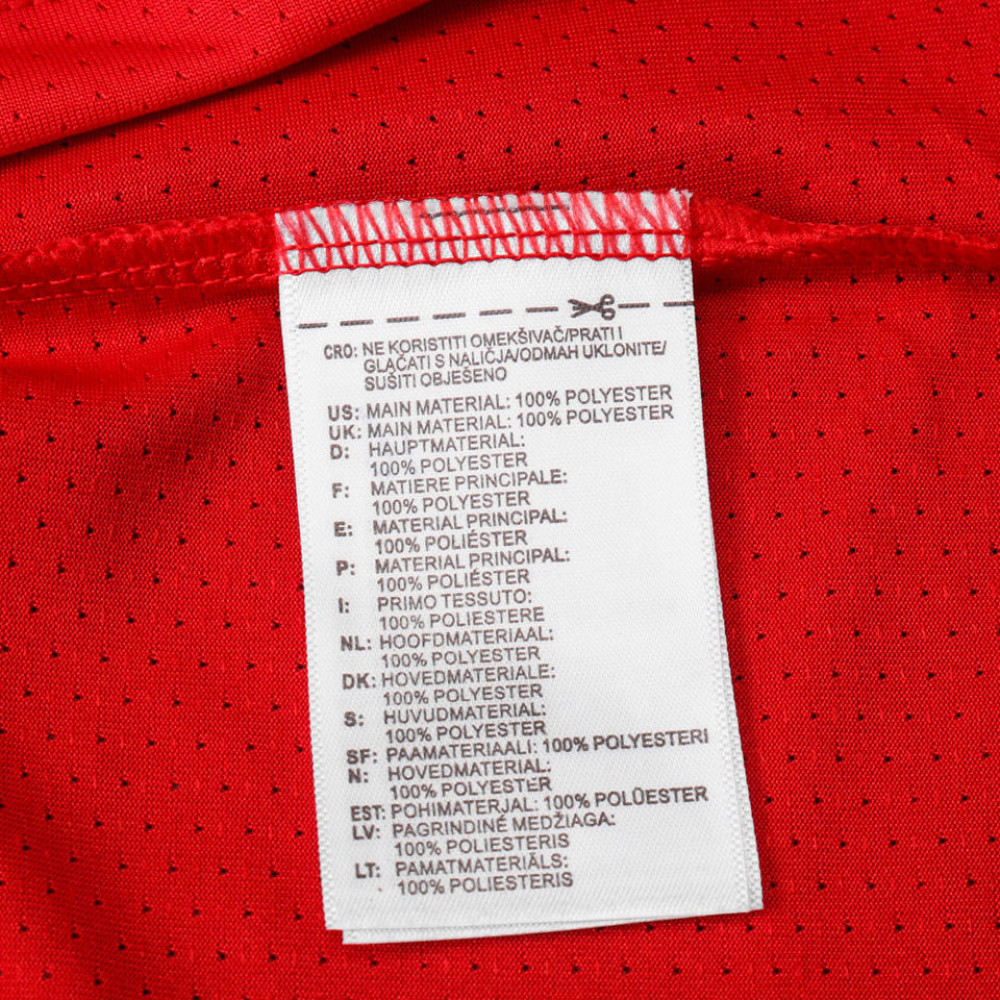 CRO: NE KORISTITI OMEKŠIVAČ/PRATI I
GLAČATI S NALIČJA/ODMAH UKLONITE/
SUŠITI OBJEŠENO
US: MAIN MATERIAL: 100% POLYESTER
UK: MAIN MATERIAL: 100% POLYESTER
D: HAUPTMATERIAL:
100% POLYESTER
F: MATIERE PRINCIPALE:
100% POLYESTER
E: MATERIAL PRINCIPAL:
100% POLIÉSTER
P: MATERIAL PRINCIPAL:
100% POLIÉSTER
I: PRIMO TESSUTO:
100% POLIESTERE
NL: HOOFDMATERIAAL:
100% POLYESTER
DK: HOVEDMATERIALE:
100% POLYESTER
S: HUVUDMATERIAL:
100% POLYESTER
SF: PAAMATERIAALI: 100% POLYESTERI
N: HOVEDMATERIAL:
100% POLYESTER
EST: POHIMATERJAL: 100% POLÜESTER
LV: PAGRINDINÉ MEDŽIAGA:
100% POLIESTERIS
LT: PAMATMATERIĀLS:
100% POLIESTERIS